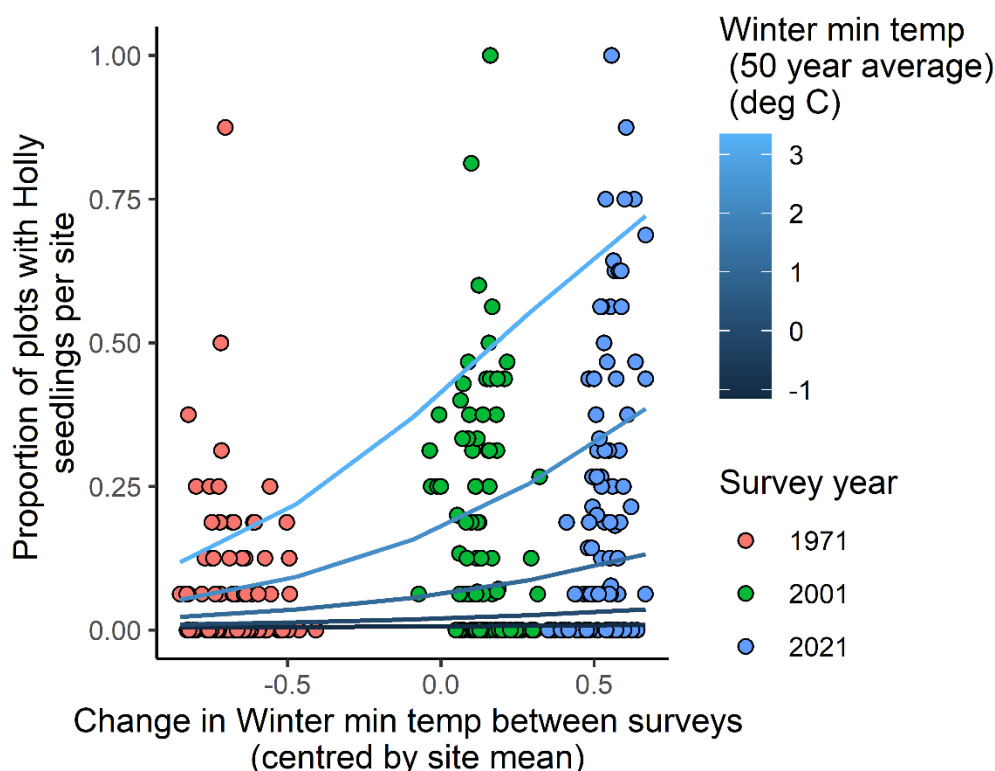 Proportion of plots with Holly
seedlings per site
1.00
0.75
0.50
0.25
0.00
-0.5
0.0
0.5
Change in Winter min temp between surveys
(centred by site mean)
Winter min temp
(50 year average)
(deg C)
3
2
1
0
-1
Survey year
1971
2001
2021